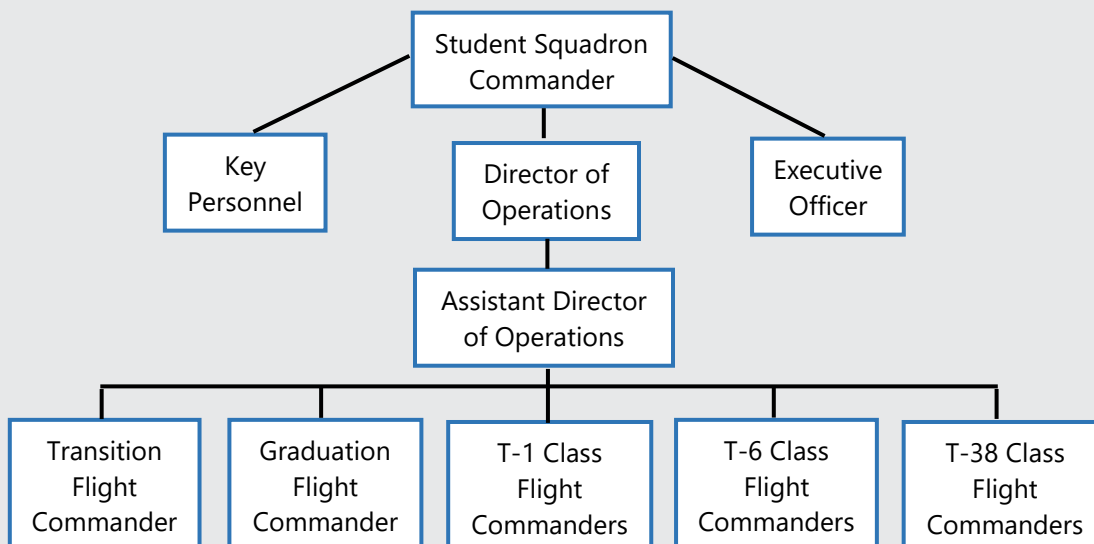 Student Squadron
Commander
Key
Personnel
Director of
Operations
Executive
Officer
Assistant Director
of Operations
Transition
Flight
Commander
Graduation
Flight
Commander
T-1 Class
Flight
Commanders
T-6 Class
Flight
Commanders
T-38 Class
Flight
Commanders